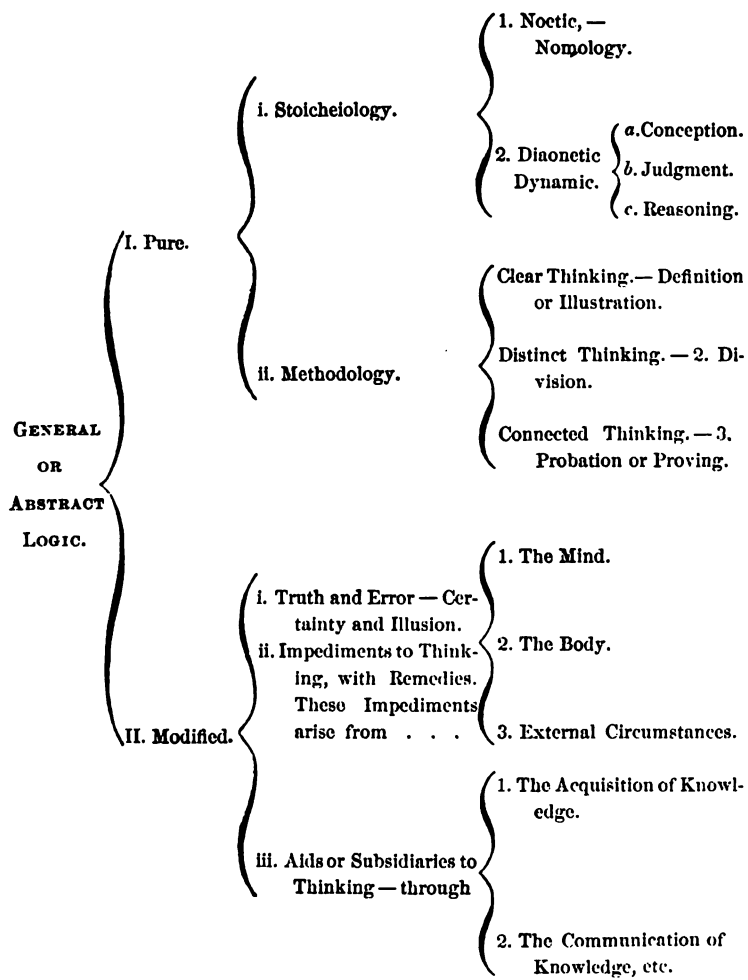 1. Noetic, —
Nomology.
i. Stoicheiology.
2. Diaonetic
Dynamic.
a. Conception.
b. Judgment.
c. Reasoning.
I. Pure.
Clear Thinking. — Definition
or Illustration.
ii. Methodology.
Distinct Thinking. — 2. Di-
vision.
Connected Thinking. — 3.
Probation or Proving.
GENERAL
OR
ABSTRACT
LOGIC.
i. Truth and Error — Cer-
tainty and Illusion.
ii. Impediments to Think-
ing, with Remedies.
These Impediments
arise from . . .
1. The Mind.
2. The Body.
3. External Circumstances.
II. Modified.
iii. Aids or Subsidiaries to
Thinking — through
1. The Acquisition of Knowl-
edge.
2. The Communication of
Knowledge, etc.